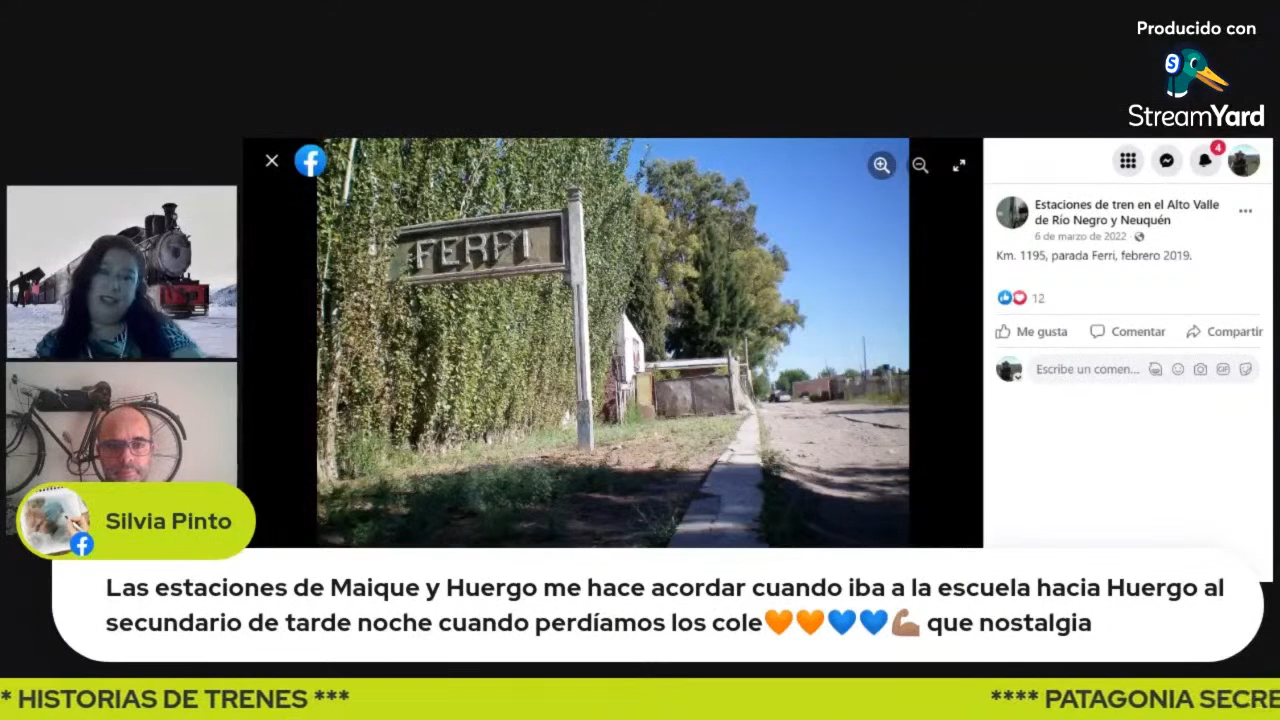 Producido con
StreamYard
FERRI
4
Estaciones de tren en el Alto Valle
de Río Negro y Neuquén
6 de marzo de 2022
Km. 1195, parada Ferri, febrero 2019.
12
Me gusta
Comentar
Compartir
Escribe un comen...
GIF
Silvia Pinto
Las estaciones de Maique y Huergo me hace acordar cuando iba a la escuela hacia Huergo al
secundario de tarde noche cuando perdíamos los cole🧡🧡💙💙💪🏽 que nostalgia
* HISTORIAS DE TRENES ***
**** PATAGONIA SECRE